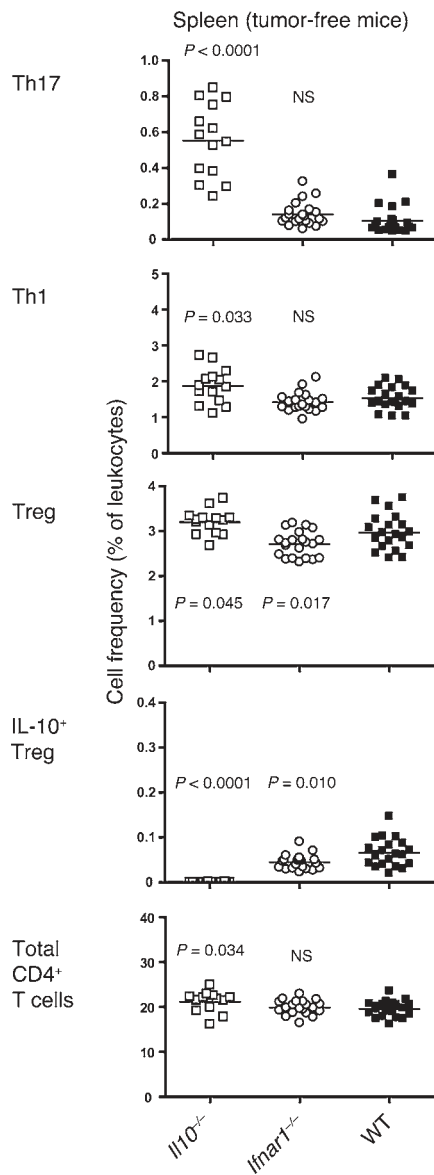 Spleen (tumor-free mice)
Th17
P < 0.0001
NS
1.0
0.8
0.6
0.4
0.2
0
Th1
P = 0.033
NS
5
4
3
2
1
0
Treg
4
3
2
1
0
P = 0.045
P = 0.017
IL-10+
Treg
0.4
0.3
0.2
0.1
0
P < 0.0001
P = 0.010
Total
CD4+
T cells
40
30
20
10
0
P = 0.034
NS
Cell frequency (% of leukocytes)
Il10−/−
Ifnar1−/−
WT